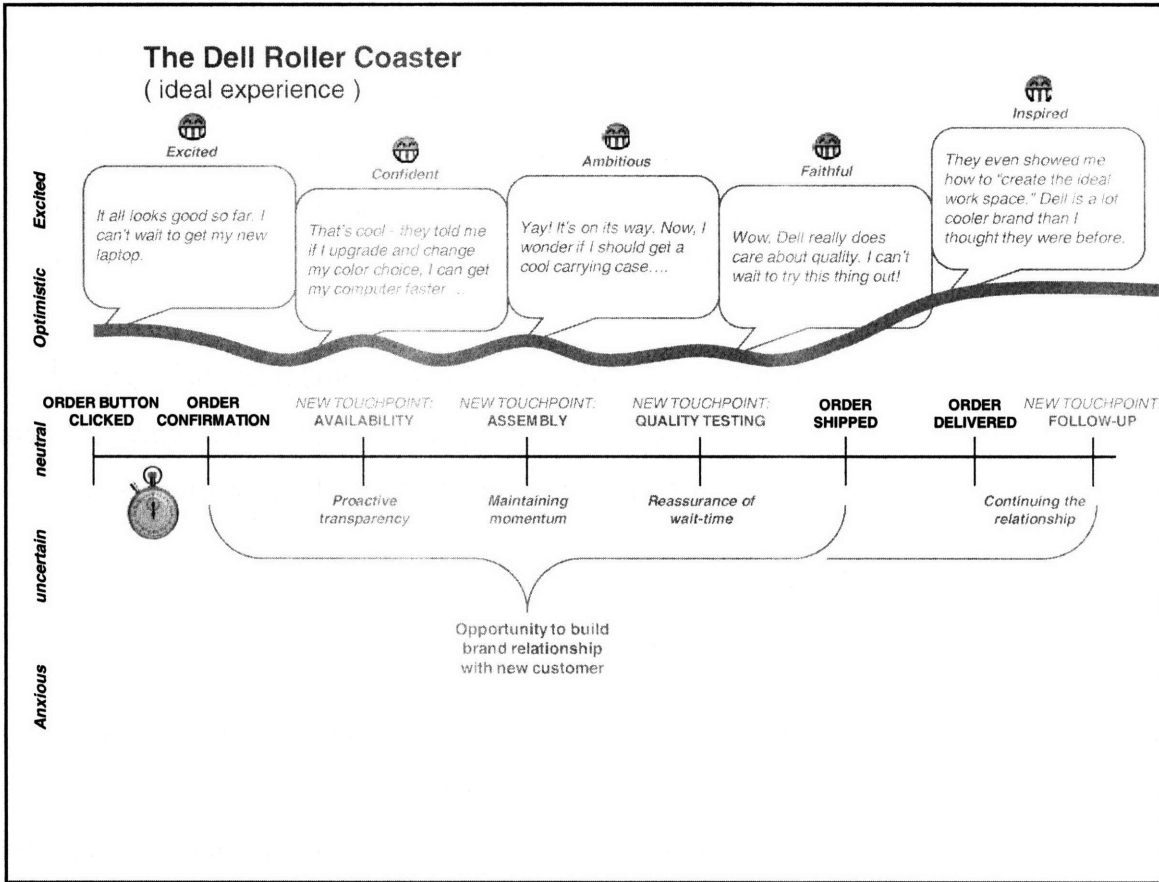 The Dell Roller Coaster
( ideal experience )
Excited
It all looks good so far. I
can't wait to get my new
laptop.
Confident
That's cool - they told me
if I upgrade and change
my color choice, I can get
my computer faster ...
Ambitious
Yay! It's on its way. Now, I
wonder if I should get a
cool carrying case....
Faithful
Wow, Dell really does
care about quality. I can't
wait to try this thing out!
Inspired
They even showed me
how to "create the ideal
work space." Dell is a lot
cooler brand than I
thought they were before.
Excited
Optimistic
neutral
uncertain
Anxious
ORDER BUTTON
CLICKED
ORDER
CONFIRMATION
NEW TOUCHPOINT:
AVAILABILITY
NEW TOUCHPOINT:
ASSEMBLY
NEW TOUCHPOINT:
QUALITY TESTING
ORDER
SHIPPED
ORDER
DELIVERED
NEW TOUCHPOINT:
FOLLOW-UP
Proactive
transparency
Maintaining
momentum
Reassurance of
wait-time
Continuing the
relationship
Opportunity to build
brand relationship
with new customer